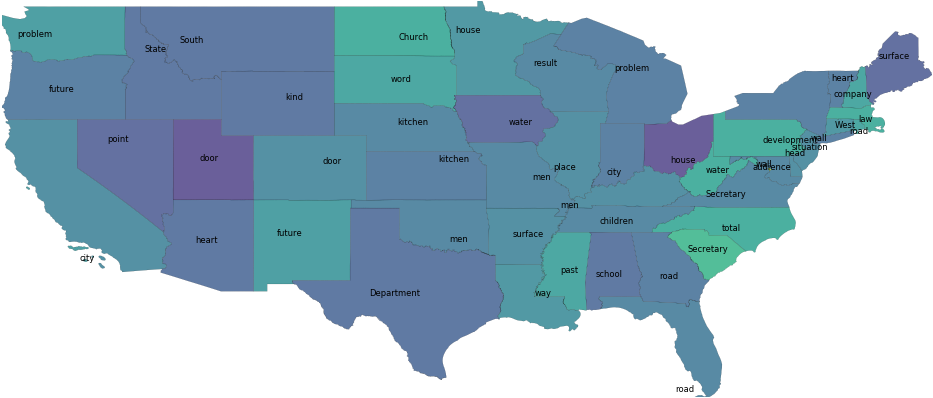 surface
house
problem
Church
South
State
result
problem
heart
word
future
company
kind
law
kitchen
water
West
road
point
wall
development
situation
head
kitchen
door
door
house
wall
place
audience
water
city
men
Secretary
men
children
total
future
surface
men
heart
Secretary
city
past
school
road
Department
way
road